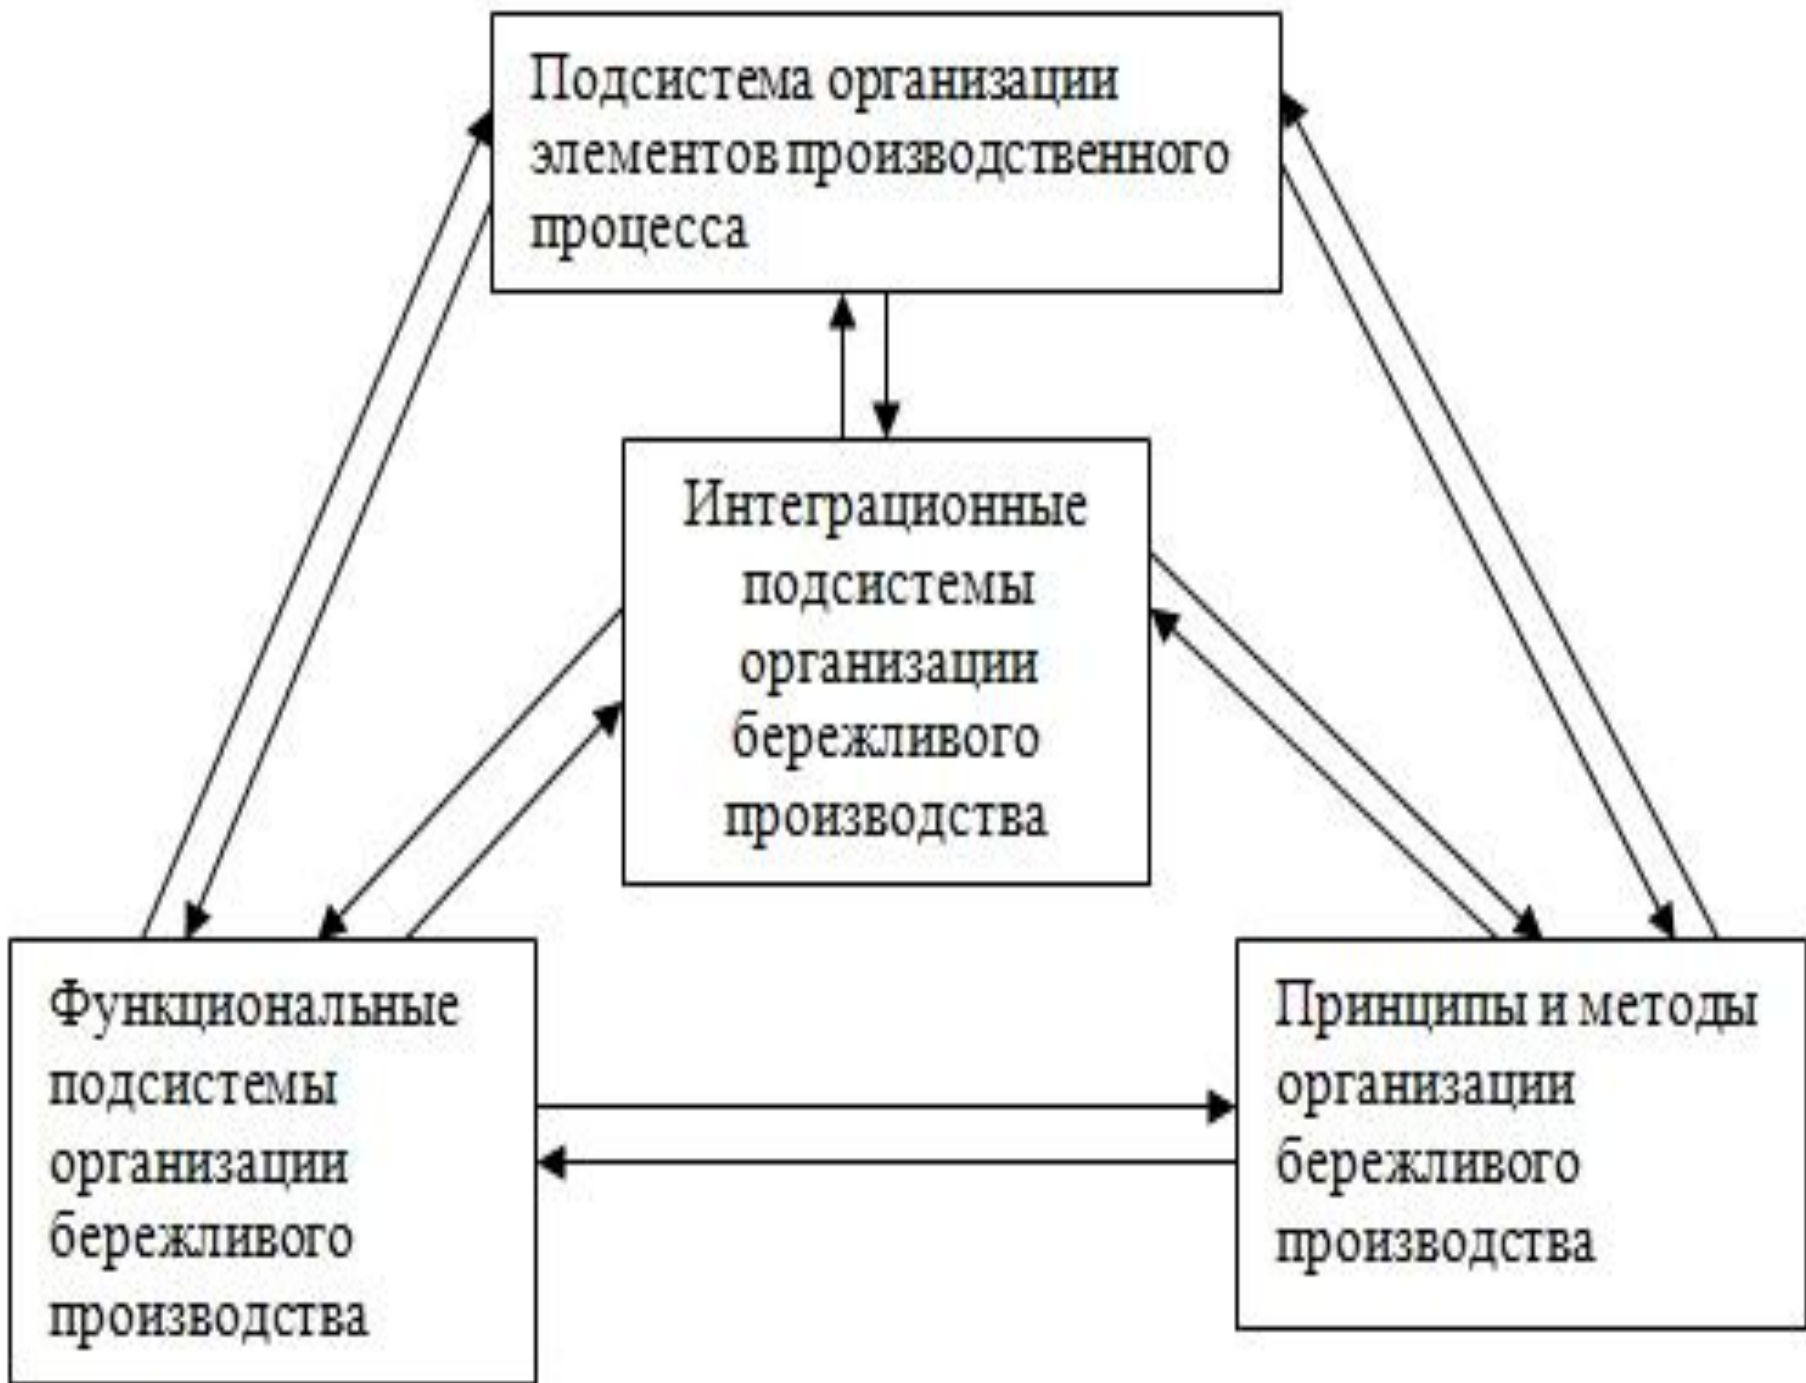 Подсистема организации
элементов производственного
процесса
Интеграционные
подсистемы
организации
бережливого
производства
Функциональные
подсистемы
организации
бережливого
производства
Принципы и методы
организации
бережливого
производства